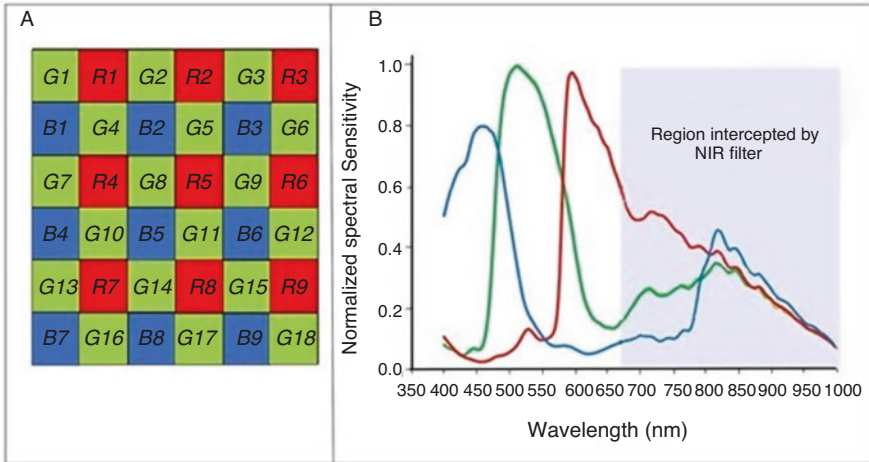 A
G1 R1 G2 R2 G3 R3
B1 G4 B2 G5 B3 G6
G7 R4 G8 R5 G9 R6
B4 G10 B5 G11 B6 G12
G13 R7 G14 R8 G15 R9
B7 G16 B8 G17 B9 G18
B
Normalized spectral Sensitivity
1.0
0.8
0.6
0.4
0.2
0.0
Region intercepted by
NIR filter
350 400 450 500 550 600 650 700 750 800 850 900 950 1000
Wavelength (nm)